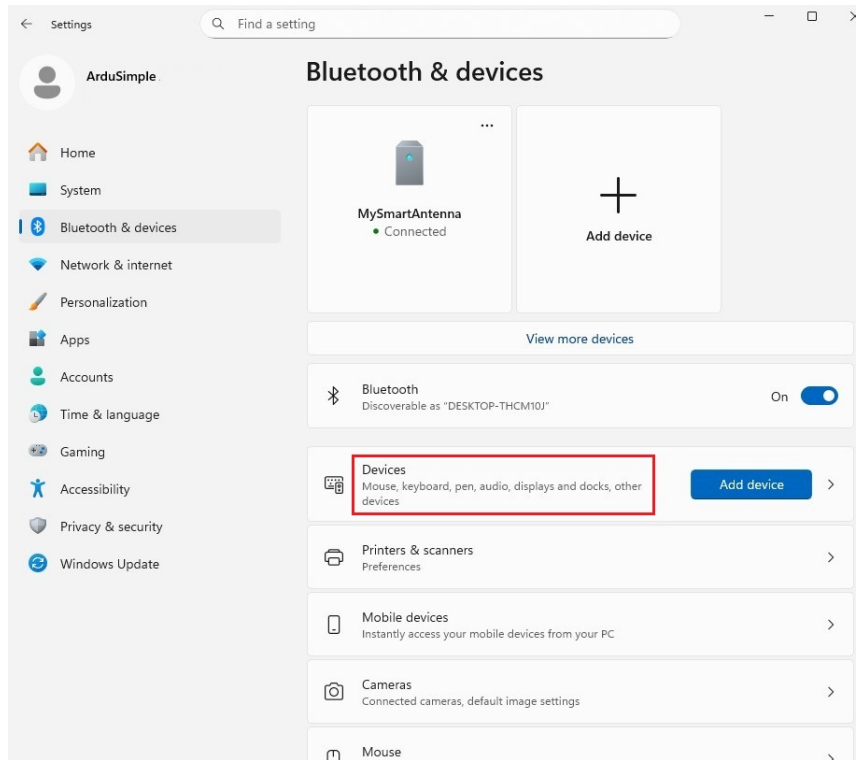 Settings
Find a setting
ArduSimple
Home
System
Bluetooth & devices
Network & internet
Personalization
Apps
Accounts
Time & language
Gaming
Accessibility
Privacy & security
Windows Update
Bluetooth & devices
MySmartAntenna
Connected
Add device
View more devices
Bluetooth
Discoverable as "DESKTOP-THCM10J"
On
Devices
Mouse, keyboard, pen, audio, displays and docks, other
devices
Add device
Printers & scanners
Preferences
Mobile devices
Instantly access your mobile devices from your PC
Cameras
Connected cameras, default image settings
Mouse